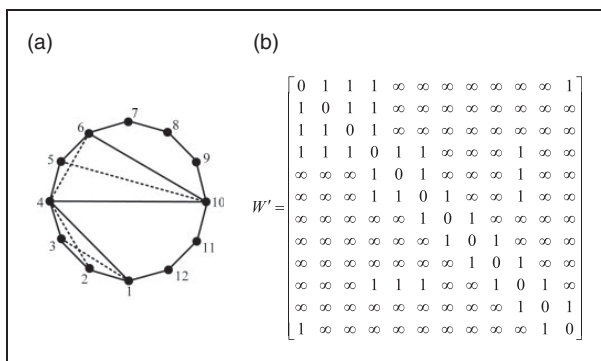 (a)
7
6
8
5
9
4
10
3
11
2
12
1
(b)
W' =
0 1 1 1 ∞ ∞ ∞ ∞ ∞ ∞ ∞ 1
1 0 1 1 ∞ ∞ ∞ ∞ ∞ ∞ ∞ ∞
1 1 0 1 ∞ ∞ ∞ ∞ ∞ ∞ ∞ ∞
1 1 1 0 1 1 ∞ ∞ ∞ 1 ∞ ∞
∞ ∞ ∞ 1 0 1 ∞ ∞ ∞ 1 ∞ ∞
∞ ∞ ∞ 1 1 0 1 ∞ ∞ 1 ∞ ∞
∞ ∞ ∞ ∞ ∞ 1 0 1 ∞ ∞ ∞ ∞
∞ ∞ ∞ ∞ ∞ ∞ 1 0 1 ∞ ∞ ∞
∞ ∞ ∞ ∞ ∞ ∞ ∞ 1 0 1 ∞ ∞
∞ ∞ ∞ 1 1 1 ∞ ∞ 1 0 1 ∞
∞ ∞ ∞ ∞ ∞ ∞ ∞ ∞ ∞ 1 0 1
1 ∞ ∞ ∞ ∞ ∞ ∞ ∞ ∞ ∞ 1 0